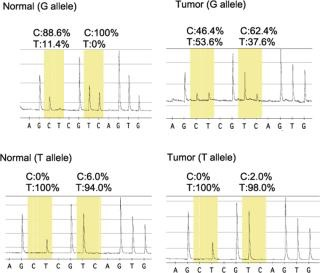 Normal (G allele)
C:88.6% C:100%
T:11.4% T:0%
A G C T C G T C A G T G
Tumor (G allele)
C:46.4% C:62.4%
T:53.6% T:37.6%
A G C T C G T C A G T G
Normal (T allele)
C:0% C:6.0%
T:100% T:94.0%
A G C T C G T C A G T G
Tumor (T allele)
C:0% C:2.0%
T:100% T:98.0%
A G C T C G T C A G T G